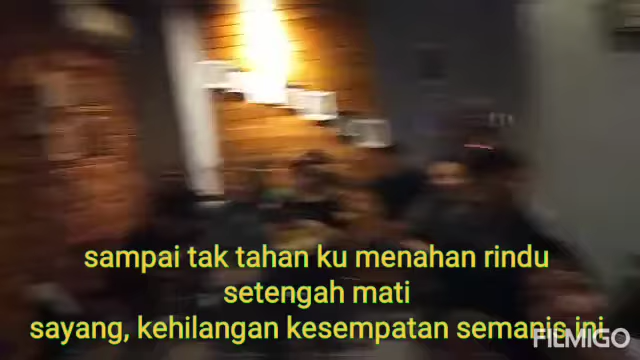 sampai tak tahan ku menahan rindu
setengah mati
sayang, kehilangan kesempatan semanis ini
FILMIGO